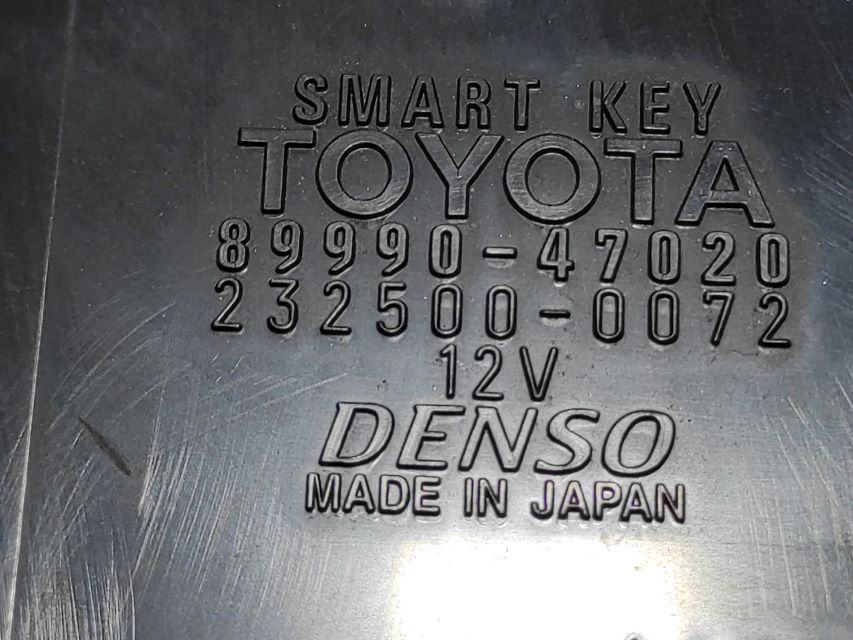 SMART KEY
TOYOTA
89990-47020
232500-0072
12V
DENSO
MADE IN JAPAN